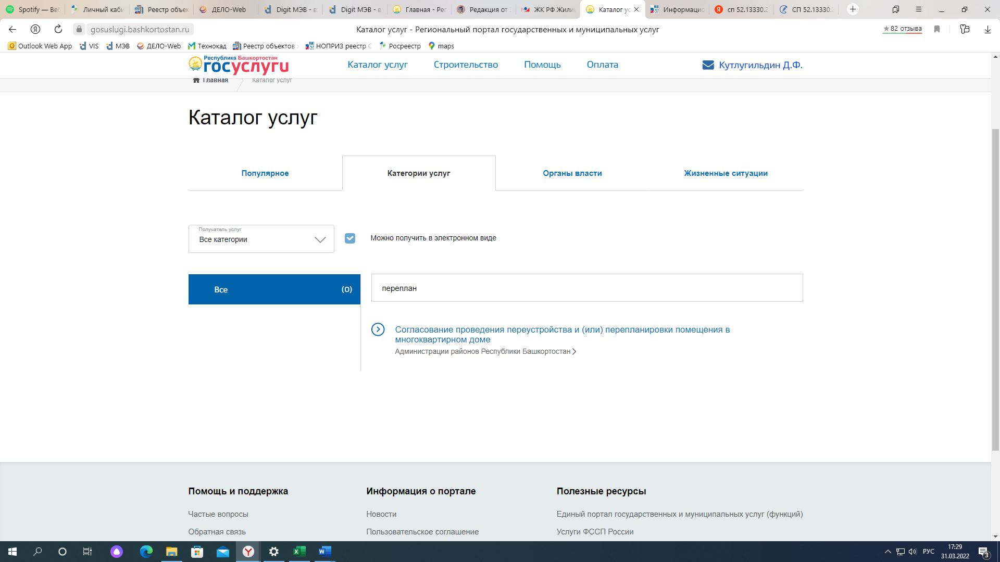 Spotify — Веб
Личный каби
Реестр объек
ДЕЛО-Web
Digit МЭВ - в
Digit МЭВ - в
Главная - Рег
Редакция от
ЖК РФ Жили
Каталог ус
Информацио
сп 52.13330.2
СП 52.13330.2
gosuslugi.bashkortostan.ru
Каталог услуг - Региональный портал государственных и муниципальных услуг
★ 82 отзыва
Outlook Web App
VIS
МЭВ
ДЕЛО-Web
Технокад
Реестр объектов
НОПРИЗ реестр С
Росреестр
maps
Республика Башкортостан
госуслуги
Каталог услуг
Строительство
Помощь
Оплата
Кутлугильдин Д.Ф.
Главная
Каталог услуг
Каталог услуг
Популярное
Категории услуг
Органы власти
Жизненные ситуации
Получатель услуг
Все категории
Можно получить в электронном виде
Все
(0)
переплан
Согласование проведения переустройства и (или) перепланировки помещения в
многоквартирном доме
Администрации районов Республики Башкортостан
Помощь и поддержка
Информация о портале
Полезные ресурсы
Частые вопросы
Новости
Единый портал государственных и муниципальных услуг (функций)
Обратная связь
Пользовательское соглашение
Услуги ФССП России
РУС
17:29
31.03.2022
3